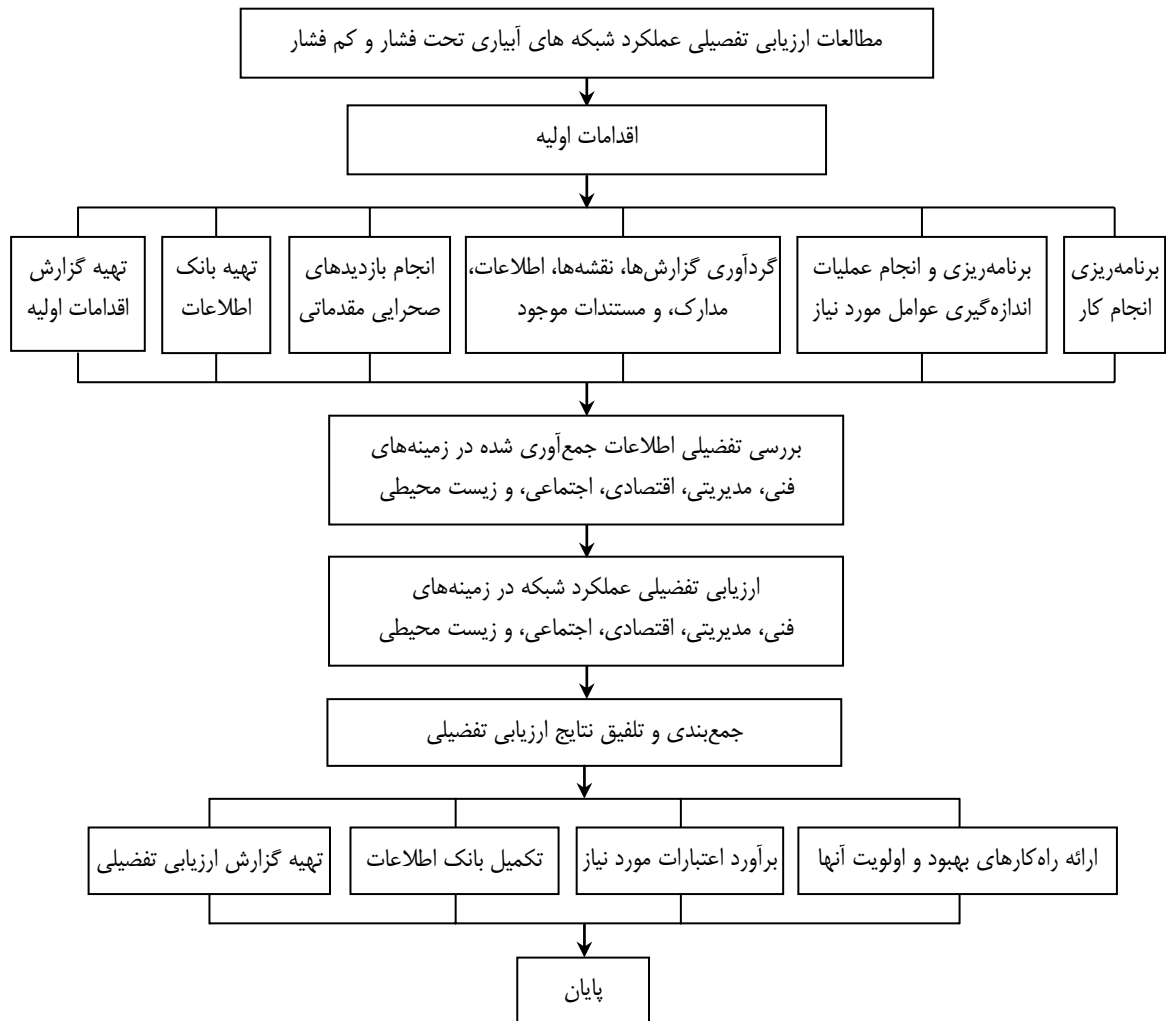 مطالعات ارزیابی تفصیلی عملکرد شبکه های آبیاری تحت فشار و کم فشار
اقدامات اولیه
برنامه‌ریزی
انجام کار
برنامه‌ریزی و انجام عملیات
اندازه‌گیری عوامل مورد نیاز
گردآوری گزارش‌ها، نقشه‌ها، اطلاعات،
مدارک، و مستندات موجود
انجام بازدیدهای
صحرایی مقدماتی
تهیه بانک
اطلاعات
تهیه گزارش
اقدامات اولیه
بررسی تفضیلی اطلاعات جمع‌آوری شده در زمینه‌های
فنی، مدیریتی، اقتصادی، اجتماعی، و زیست محیطی
ارزیابی تفضیلی عملکرد شبکه در زمینه‌های
فنی، مدیریتی، اقتصادی، اجتماعی، و زیست محیطی
جمع‌بندی و تلفیق نتایج ارزیابی تفضیلی
ارائه راه‌کارهای بهبود و اولویت آنها
برآورد اعتبارات مورد نیاز
تکمیل بانک اطلاعات
تهیه گزارش ارزیابی تفضیلی
پایان